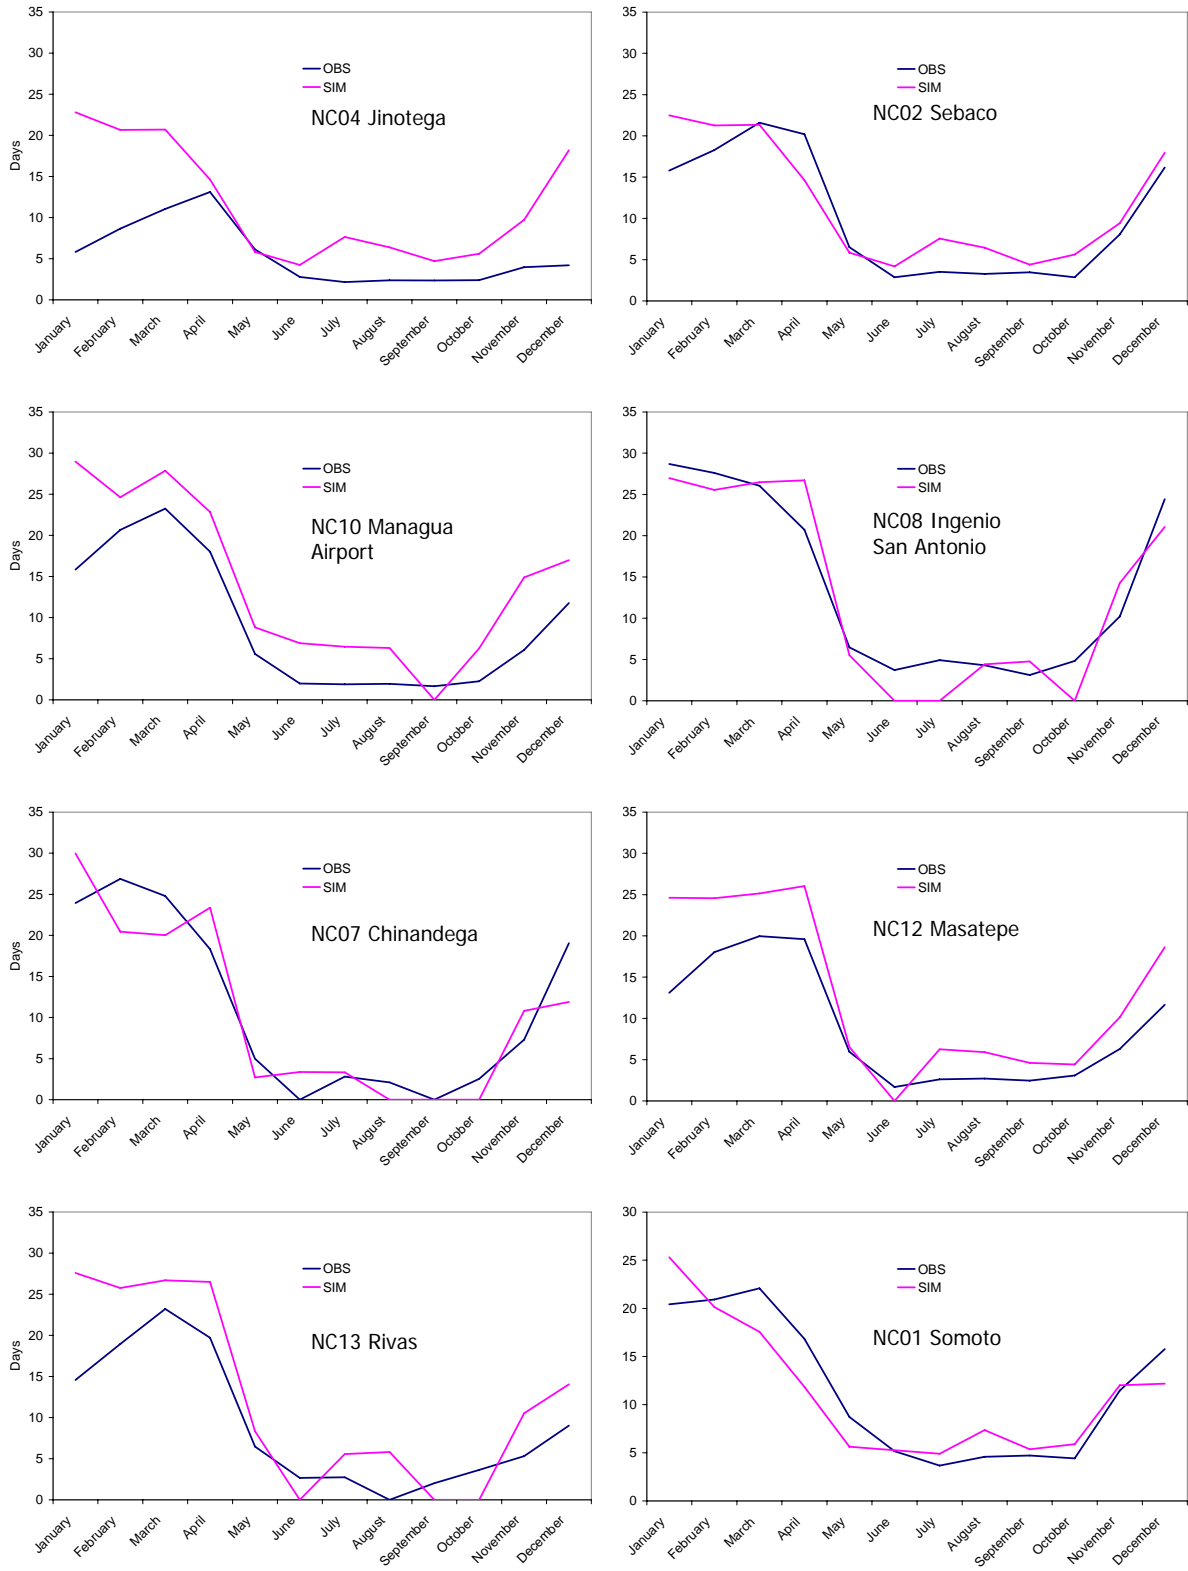 35
30
25
20
15
10
5
0
Days
OBS
SIM
NC04 Jinotega
January
February
March
April
May
June
July
August
September
October
November
December
35
30
25
20
15
10
5
0
OBS
SIM
NC02 Sebaco
January
February
March
April
May
June
July
August
September
October
November
December
35
30
25
20
15
10
5
0
Days
OBS
SIM
NC10 Managua
Airport
January
February
March
April
May
June
July
August
September
October
November
December
35
30
25
20
15
10
5
0
OBS
SIM
NC08 Ingenio
San Antonio
January
February
March
April
May
June
July
August
September
October
November
December
35
30
25
20
15
10
5
0
Days
OBS
SIM
NC07 Chinandega
January
February
March
April
May
June
July
August
September
October
November
December
35
30
25
20
15
10
5
0
OBS
SIM
NC12 Masatepe
January
February
March
April
May
June
July
August
September
October
November
December
35
30
25
20
15
10
5
0
Days
OBS
SIM
NC13 Rivas
January
February
March
April
May
June
July
August
September
October
November
December
30
25
20
15
10
5
0
OBS
SIM
NC01 Somoto
January
February
March
April
May
June
July
August
September
October
November
December